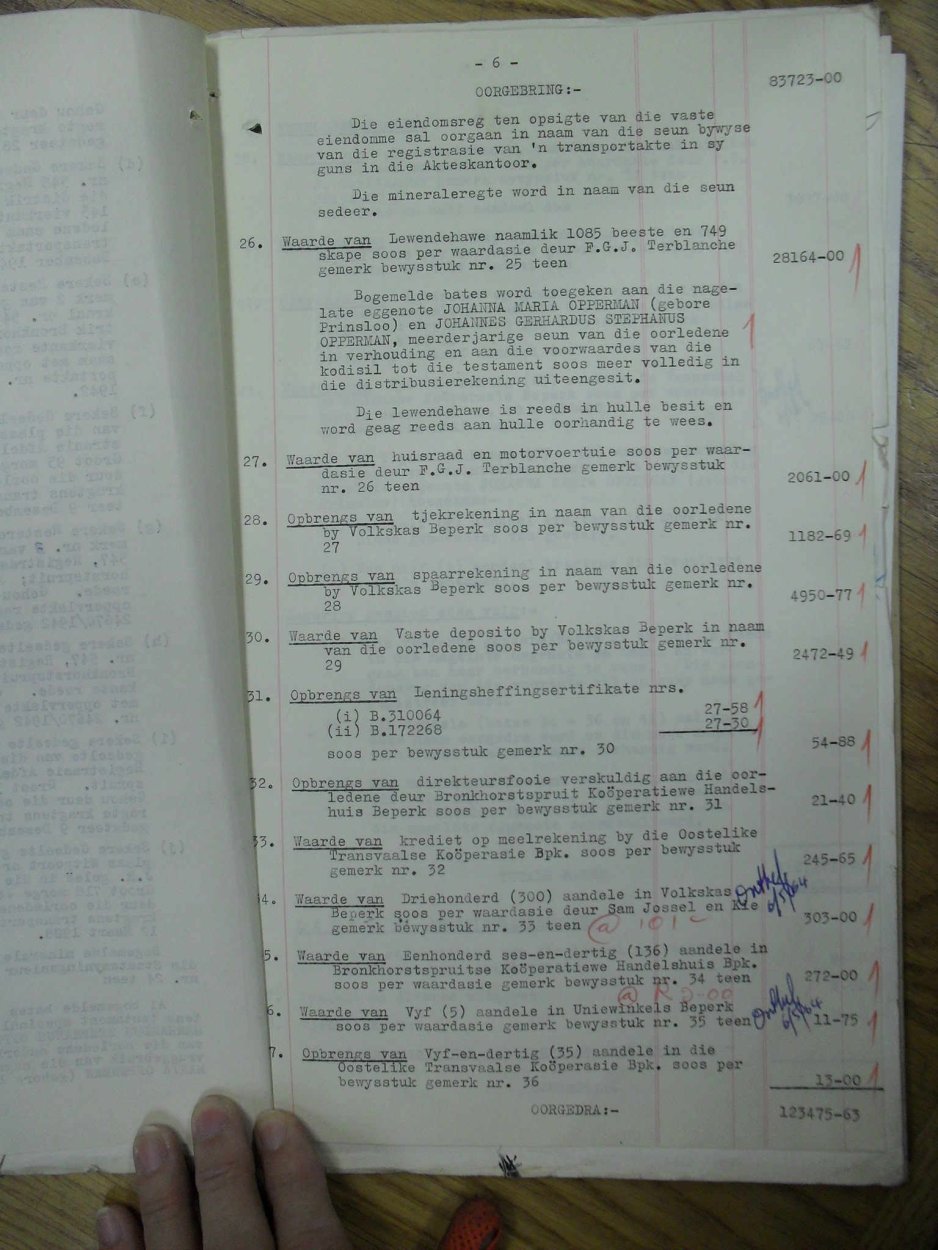 - 6 -
OORGEBRING:- 83723-00
Die eiendomsreg ten opsigte van die vaste
eiendomme sal oorgaan in naam van die seun bywyse
van die registrasie van 'n transportakte in sy
guns in die Akteskantoor.
Die mineraleregte word in naam van die seun
sedeer.
26. Waarde van Lewendehawe naamlik 1085 beeste en 749
skape soos per waardasie deur F.G.J. Terblanche
gemerk bewysstuk nr. 25 teen 28164-00
Bogemelde bates word toegeken aan die nage-
late eggenote JOHANNA MARIA OPPERMAN (gebore
Prinsloo) en JOHANNES GERHARDUS STEPHANUS
OPPERMAN, meerderjarige seun van die oorledene
in verhouding en aan die voorwaardes van die
kodisil tot die testament soos meer volledig in
die distribusierekening uiteengesit.
Die lewendehawe is reeds in hulle besit en
word geag reeds aan hulle oorhandig te wees.
27. Waarde van huisraad en motorvoertuie soos per waar-
dasie deur F.G.J. Terblanche gemerk bewysstuk
nr. 26 teen 2061-00
28. Opbrengs van tjekrekening in naam van die oorledene
by Volkskas Beperk soos per bewysstuk gemerk nr.
27 1182-69
29. Opbrengs van spaarrekening in naam van die oorledene
by Volkskas Beperk soos per bewysstuk gemerk nr.
28 4950-77
30. Waarde van Vaste deposito by Volkskas Beperk in naam
van die oorledene soos per bewysstuk gemerk nr.
29 2472-49
31. Opbrengs van Leningsheffingsertifikate nrs.
(i) B.310064 27-58
(ii) B.172268 27-30
soos per bewysstuk gemerk nr. 30 54-88
32. Opbrengs van direkteursfooie verskuldig aan die oor-
ledene deur Bronkhorstspruit Koöperatiewe Handels-
huis Beperk soos per bewysstuk gemerk nr. 31 21-40
33. Waarde van krediet op meelrekening by die Oostelike
Transvaalse Koöperasie Bpk. soos per bewysstuk
gemerk nr. 32 245-65
4. Waarde van Driehonderd (300) aandele in Volkskas
Beperk soos per waardasie deur Sam Jossel en Kie
gemerk bewysstuk nr. 33 teen @ 101c 303-00
5. Waarde van Eenhonderd ses-en-dertig (136) aandele in
Bronkhorstspruitse Koöperatiewe Handelshuis Bpk.
soos per waardasie gemerk bewysstuk nr. 34 teen 272-00
@ R2-00
6. Waarde van Vyf (5) aandele in Uniewinkels Beperk
soos per waardasie gemerk bewysstuk nr. 35 teen 11-75
7. Opbrengs van Vyf-en-dertig (35) aandele in die
Oostelike Transvaalse Koöperasie Bpk. soos per
bewysstuk gemerk nr. 36 13-00
OORGEDRA:- 123475-63